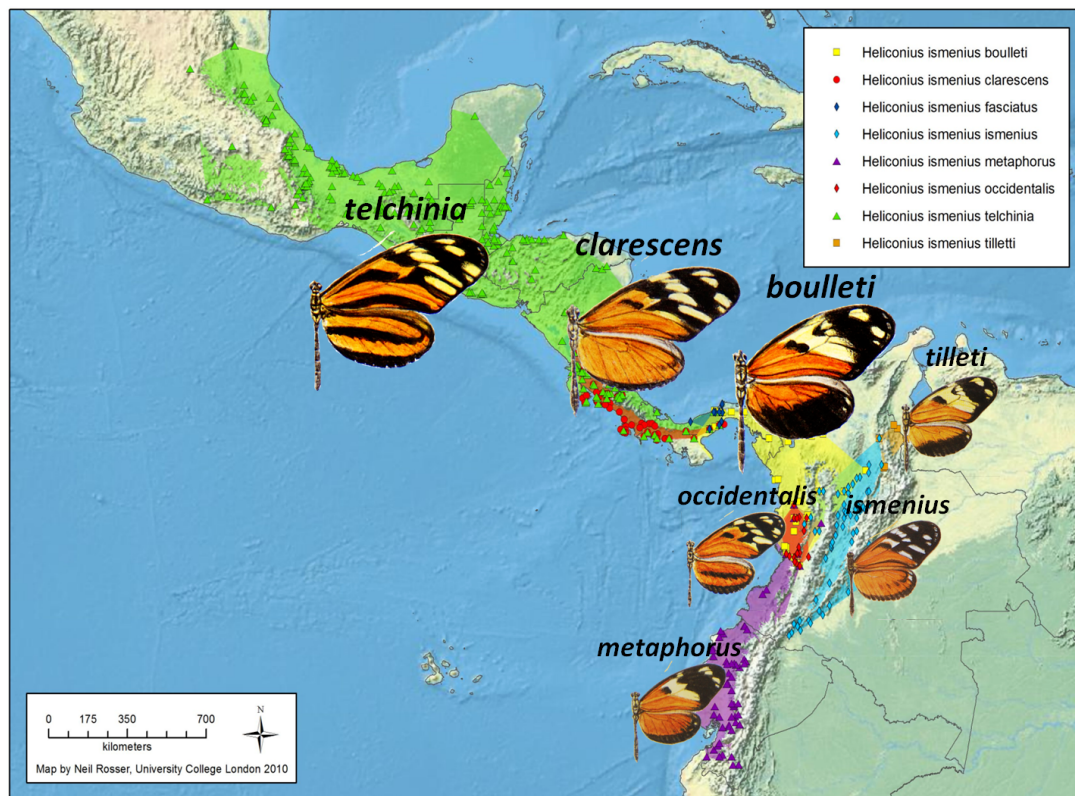 Heliconius ismenius boulleti
Heliconius ismenius clarescens
Heliconius ismenius fasciatus
Heliconius ismenius ismenius
Heliconius ismenius metaphorus
Heliconius ismenius occidentalis
Heliconius ismenius telchinia
Heliconius ismenius tilletti
telchinia
clarescens
boulleti
tilleti
occidentalis
ismenius
metaphorus
0 175 350 700
kilometers
N
Map by Neil Rosser, University College London 2010